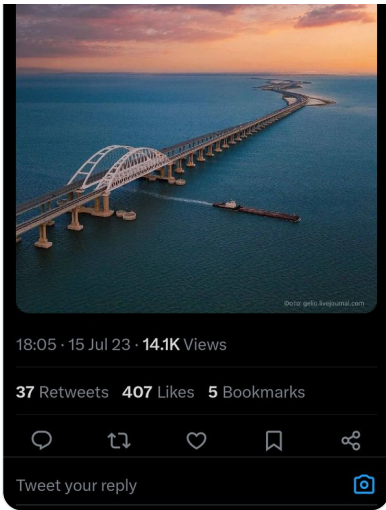 Фото: gelio.livejournal.com
18:05 · 15 Jul 23 · 14.1K Views
37 Retweets 407 Likes 5 Bookmarks
Tweet your reply